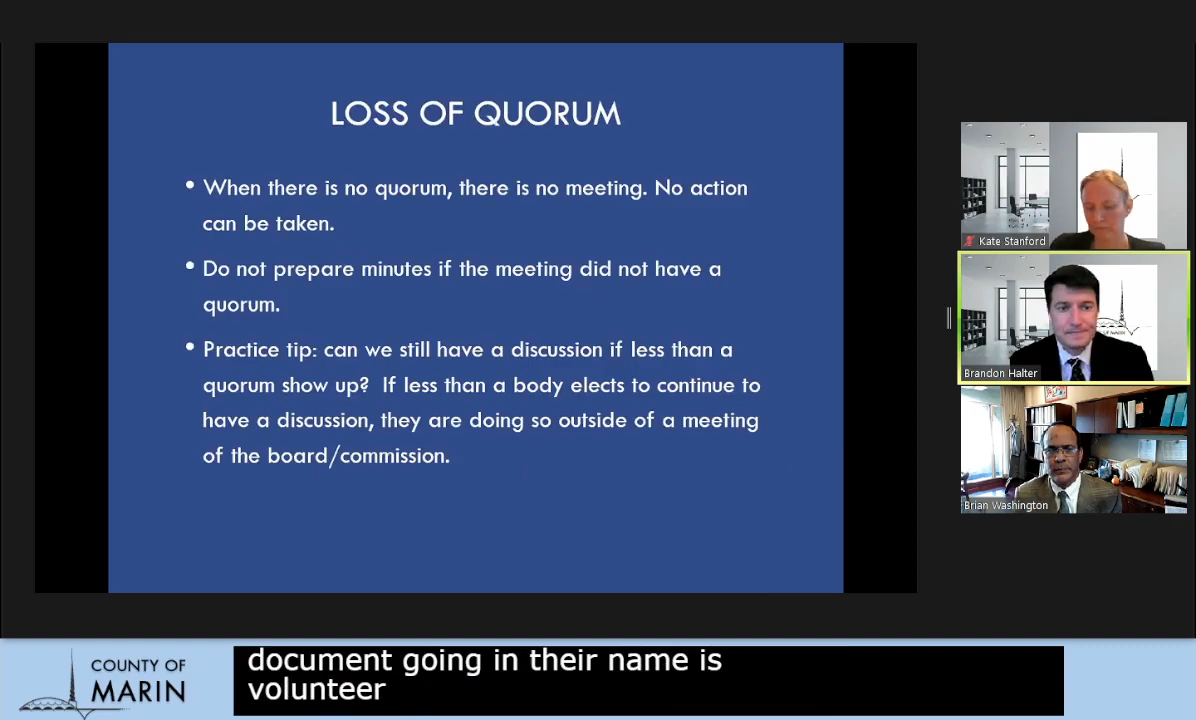 LOSS OF QUORUM
• When there is no quorum, there is no meeting. No action
can be taken.
• Do not prepare minutes if the meeting did not have a
quorum.
• Practice tip: can we still have a discussion if less than a
quorum show up?  If less than a body elects to continue to
have a discussion, they are doing so outside of a meeting
of the board/commission.
Kate Stanford
Brandon Halter
Brian Washington
COUNTY OF
MARIN
document going in their name is
volunteer